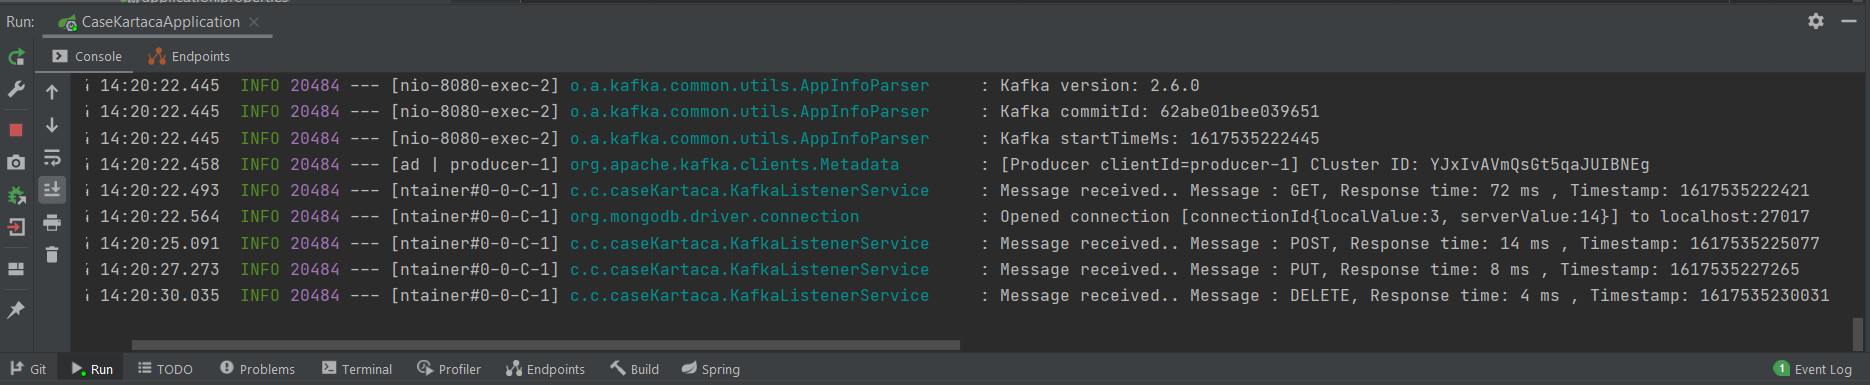 application.properties
Run: CaseKartacaApplication
Console Endpoints
14:20:22.445 INFO 20484 --- [nio-8080-exec-2] o.a.kafka.common.utils.AppInfoParser : Kafka version: 2.6.0
14:20:22.445 INFO 20484 --- [nio-8080-exec-2] o.a.kafka.common.utils.AppInfoParser : Kafka commitId: 62abe01bee039651
14:20:22.445 INFO 20484 --- [nio-8080-exec-2] o.a.kafka.common.utils.AppInfoParser : Kafka startTimeMs: 1617535222445
14:20:22.458 INFO 20484 --- [ad | producer-1] org.apache.kafka.clients.Metadata : [Producer clientId=producer-1] Cluster ID: YJxIvAVmQsGt5qaJUIBNEg
14:20:22.493 INFO 20484 --- [ntainer#0-0-C-1] c.c.caseKartaca.KafkaListenerService : Message received.. Message : GET, Response time: 72 ms , Timestamp: 1617535222421
14:20:22.564 INFO 20484 --- [ntainer#0-0-C-1] org.mongodb.driver.connection : Opened connection [connectionId{localValue:3, serverValue:14}] to localhost:27017
14:20:25.091 INFO 20484 --- [ntainer#0-0-C-1] c.c.caseKartaca.KafkaListenerService : Message received.. Message : POST, Response time: 14 ms , Timestamp: 1617535225077
14:20:27.273 INFO 20484 --- [ntainer#0-0-C-1] c.c.caseKartaca.KafkaListenerService : Message received.. Message : PUT, Response time: 8 ms , Timestamp: 1617535227265
14:20:30.035 INFO 20484 --- [ntainer#0-0-C-1] c.c.caseKartaca.KafkaListenerService : Message received.. Message : DELETE, Response time: 4 ms , Timestamp: 1617535230031
Git Run TODO Problems Terminal Profiler Endpoints Build Spring 1 Event Log